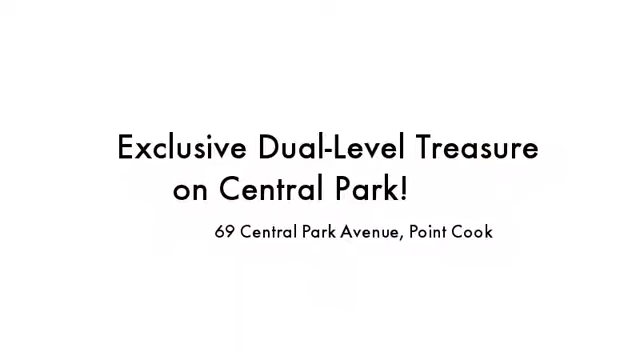 Exclusive Dual-Level Treasure
on Central Park!
69 Central Park Avenue, Point Cook